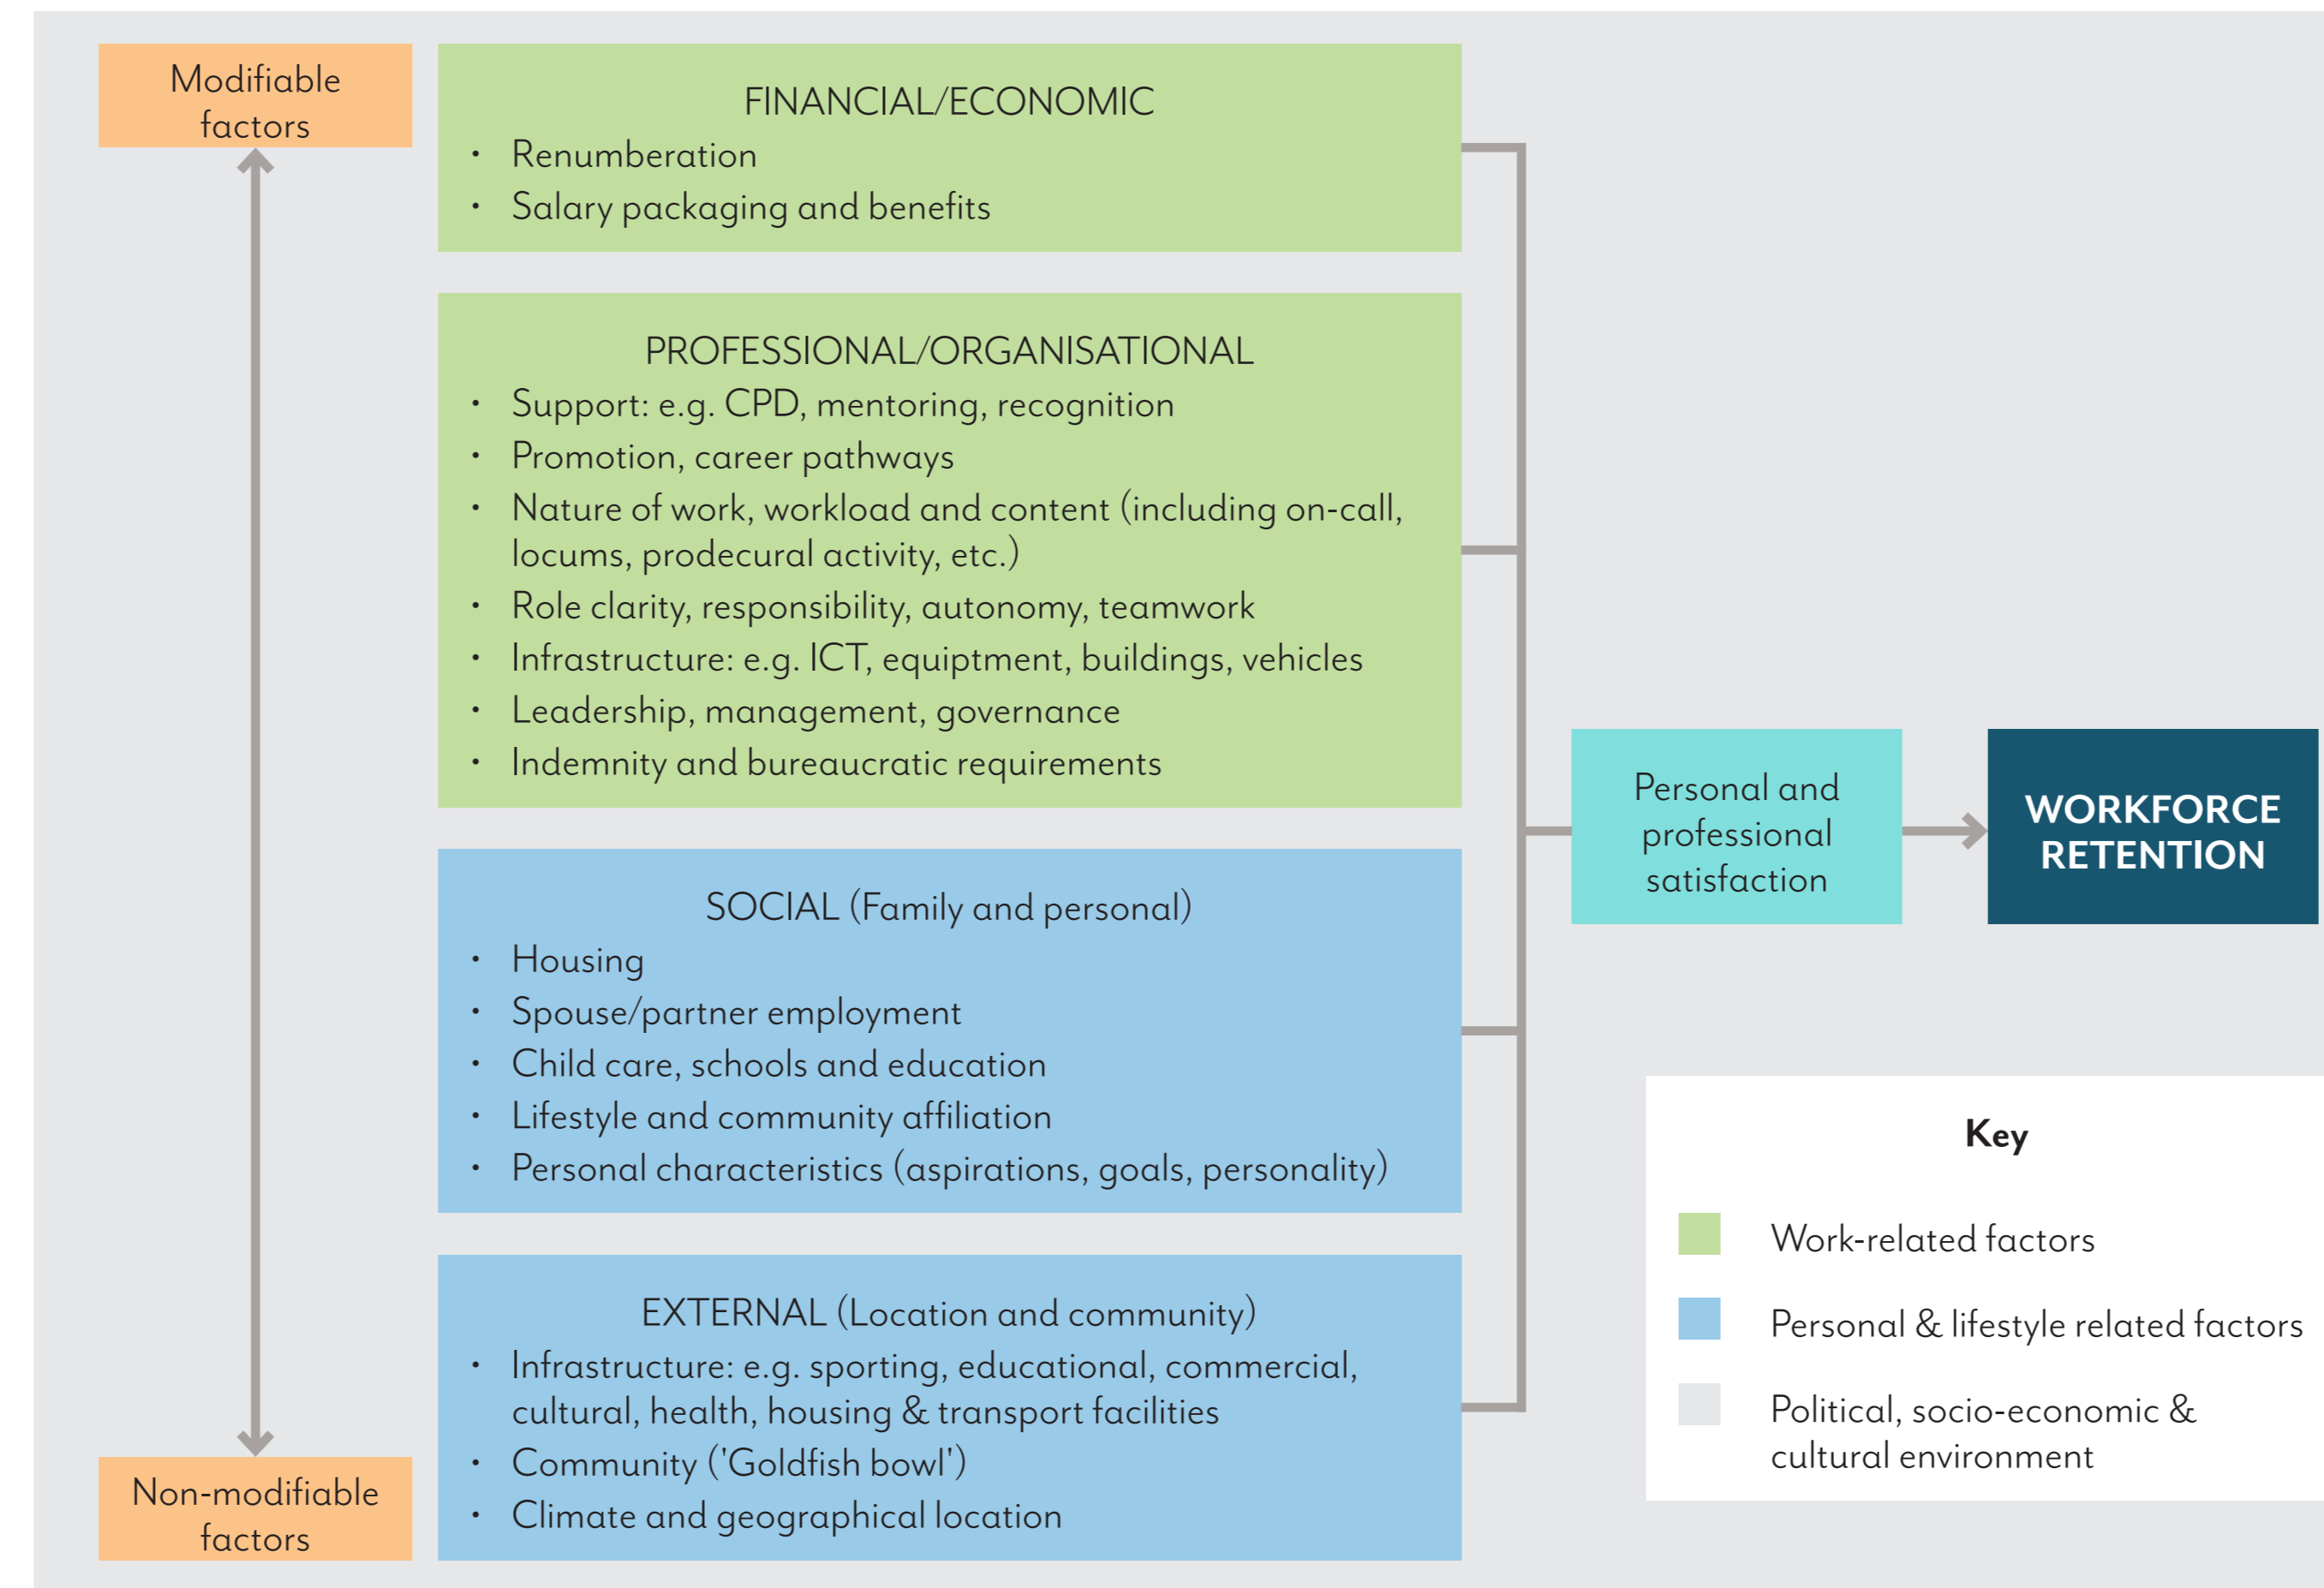 Modifiable
factors
FINANCIAL/ECONOMIC
• Renumberation
• Salary packaging and benefits
PROFESSIONAL/ORGANISATIONAL
• Support: e.g. CPD, mentoring, recognition
• Promotion, career pathways
• Nature of work, workload and content (including on-call,
locums, prodecural activity, etc.)
• Role clarity, responsibility, autonomy, teamwork
• Infrastructure: e.g. ICT, equiptment, buildings, vehicles
• Leadership, management, governance
• Indemnity and bureaucratic requirements
SOCIAL (Family and personal)
• Housing
• Spouse/partner employment
• Child care, schools and education
• Lifestyle and community affiliation
• Personal characteristics (aspirations, goals, personality)
EXTERNAL (Location and community)
• Infrastructure: e.g. sporting, educational, commercial,
cultural, health, housing & transport facilities
• Community ('Goldfish bowl')
• Climate and geographical location
Non-modifiable
factors
Personal and
professional
satisfaction
WORKFORCE
RETENTION
Key
Work-related factors
Personal & lifestyle related factors
Political, socio-economic &
cultural environment